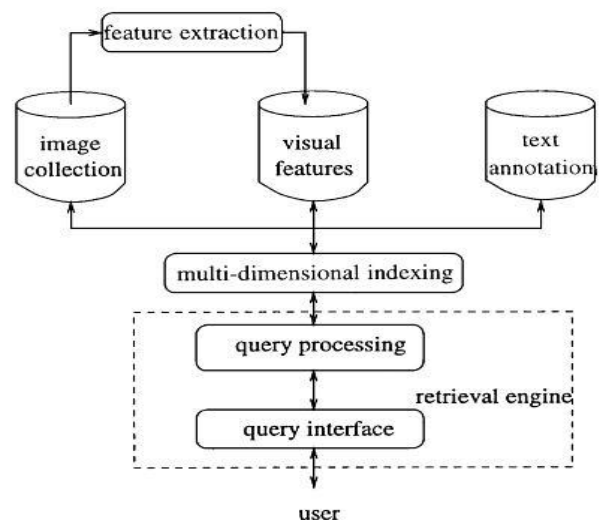 feature extraction
image
collection
visual
features
text
annotation
multi-dimensional indexing
query processing
retrieval engine
query interface
user